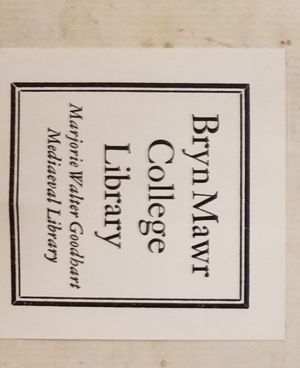 Bryn Mawr
College
Library
Marjorie Walter Goodhart
Mediaeval Library